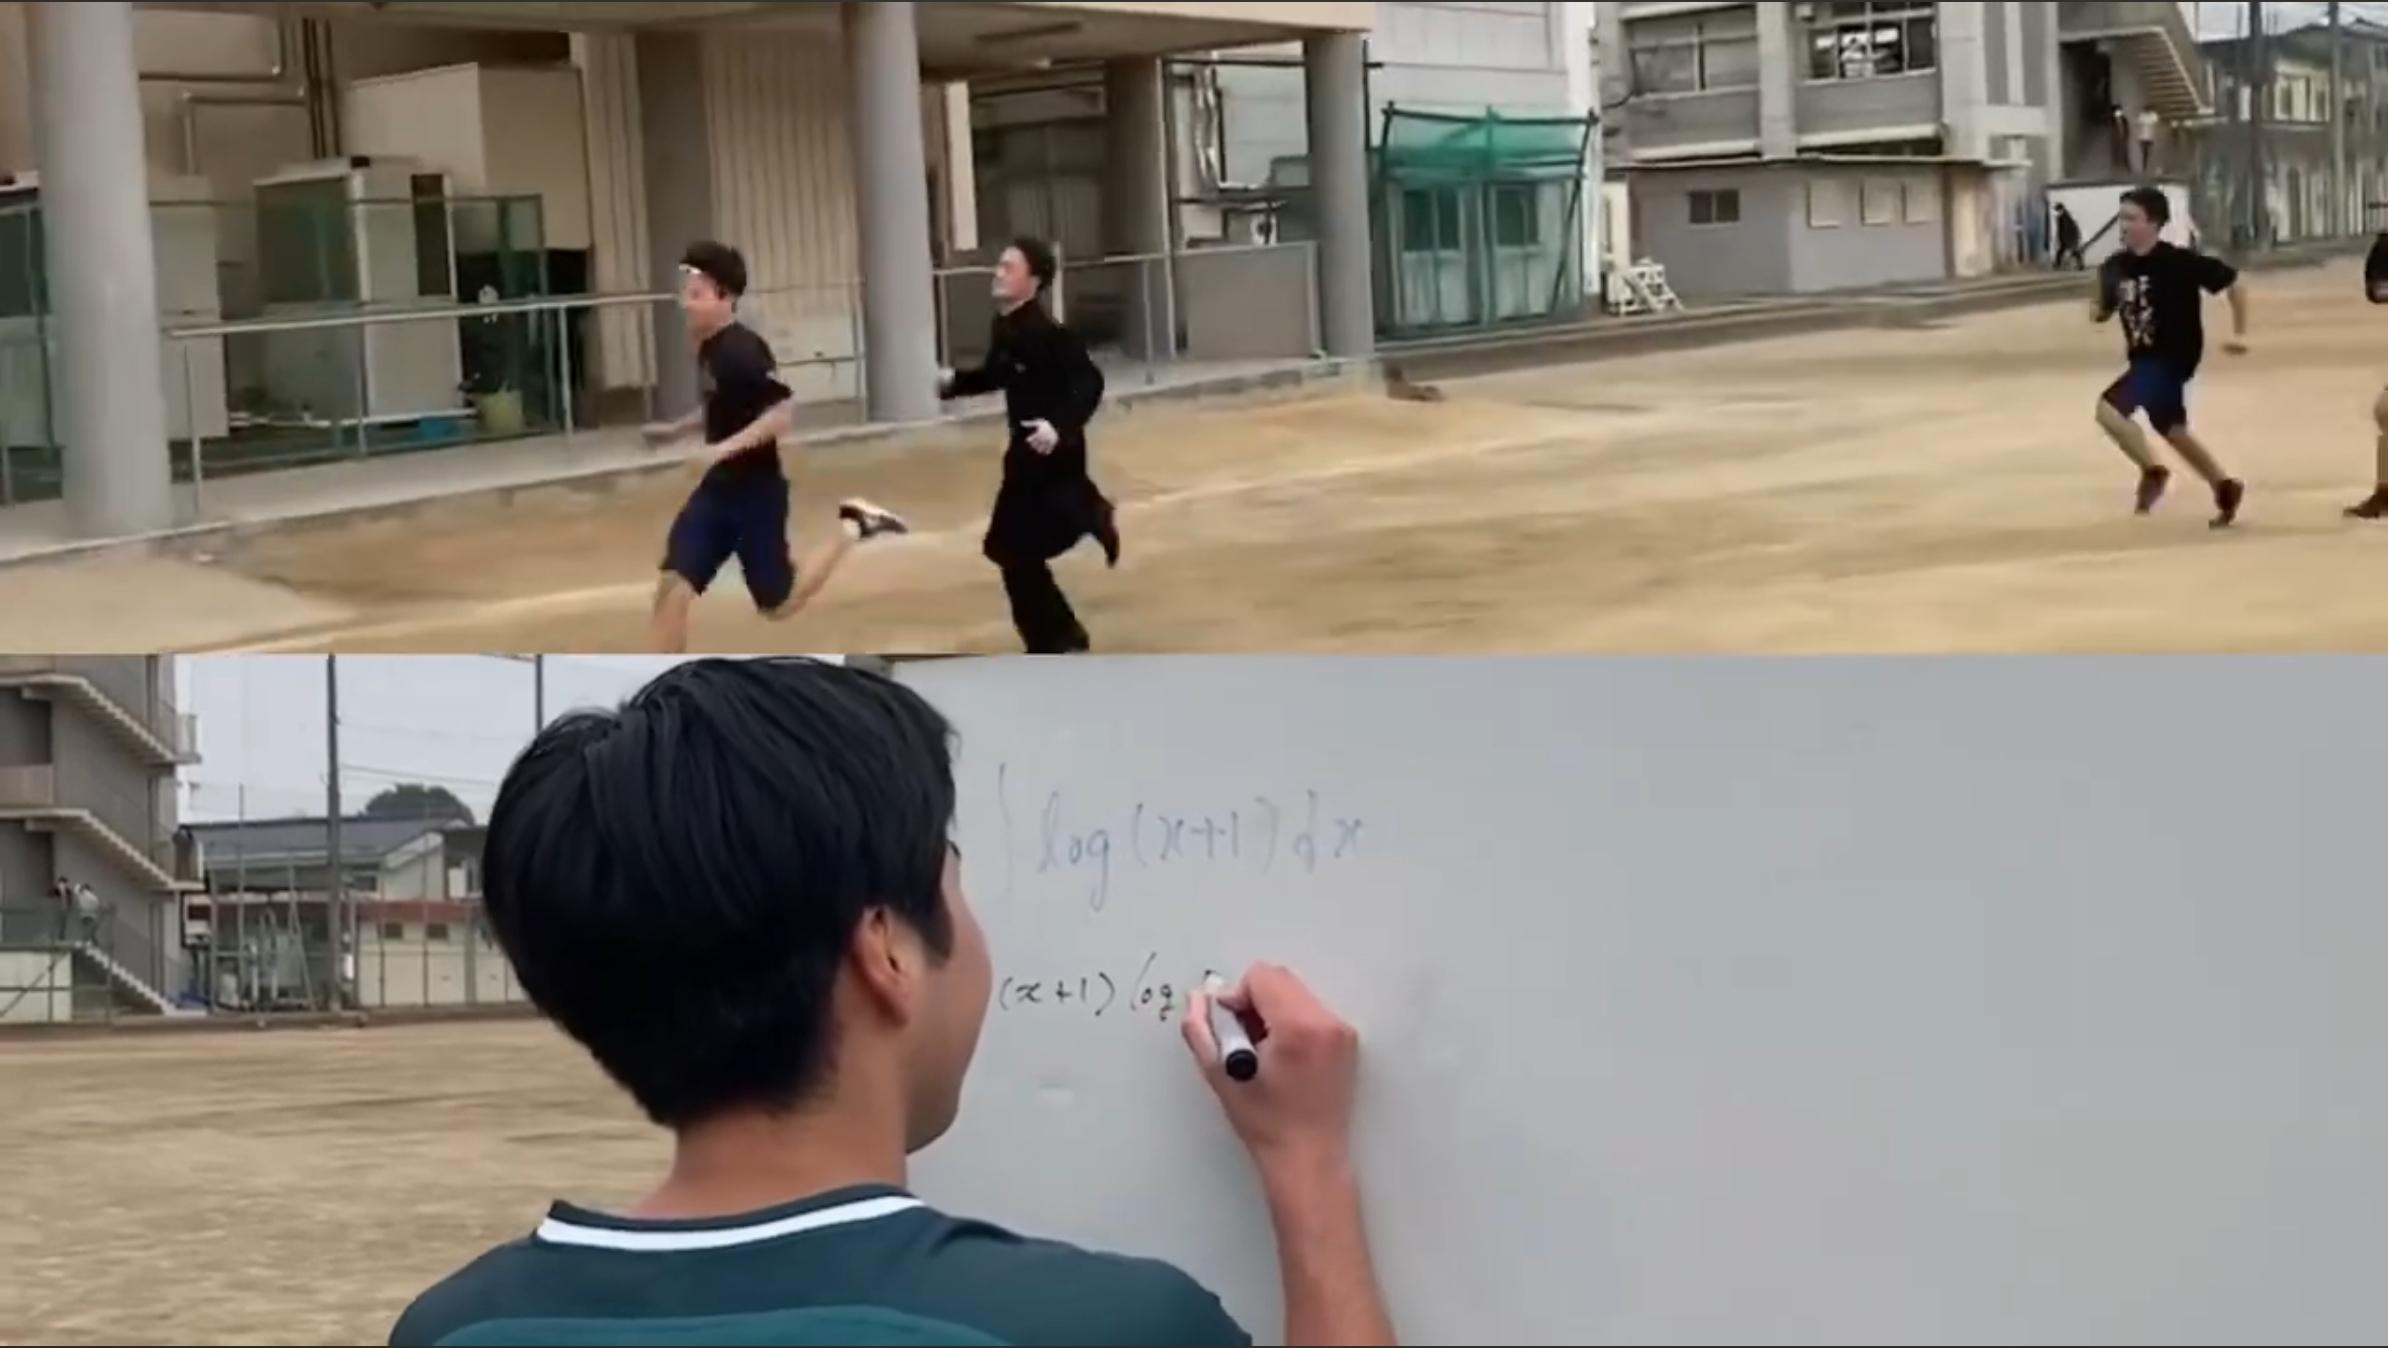 ∫ log (x+1) dx
(x+1) log